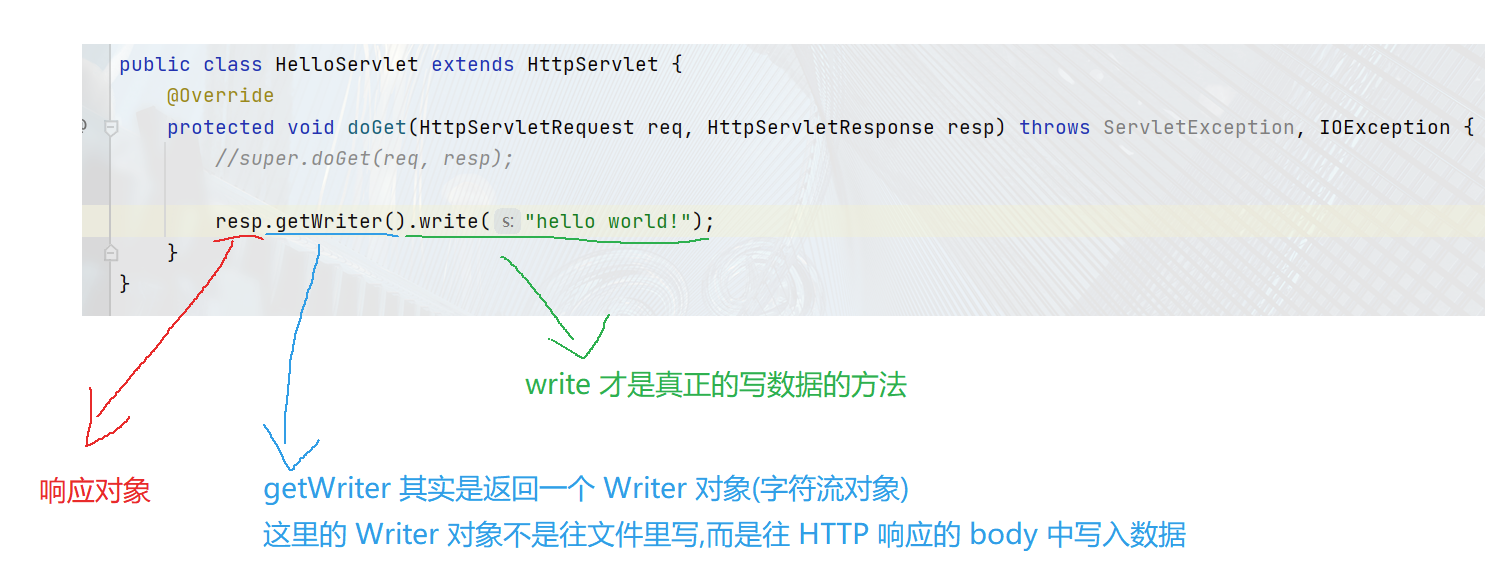 public class HelloServlet extends HttpServlet {
@Override
protected void doGet(HttpServletRequest req, HttpServletResponse resp) throws ServletException, IOException {
//super.doGet(req, resp);
resp.getWriter().write( s: "hello world!");
}
}
write 才是真正的写数据的方法
响应对象
getWriter 其实是返回一个 Writer 对象(字符流对象)
这里的 Writer 对象不是往文件里写,而是往 HTTP 响应的 body 中写入数据